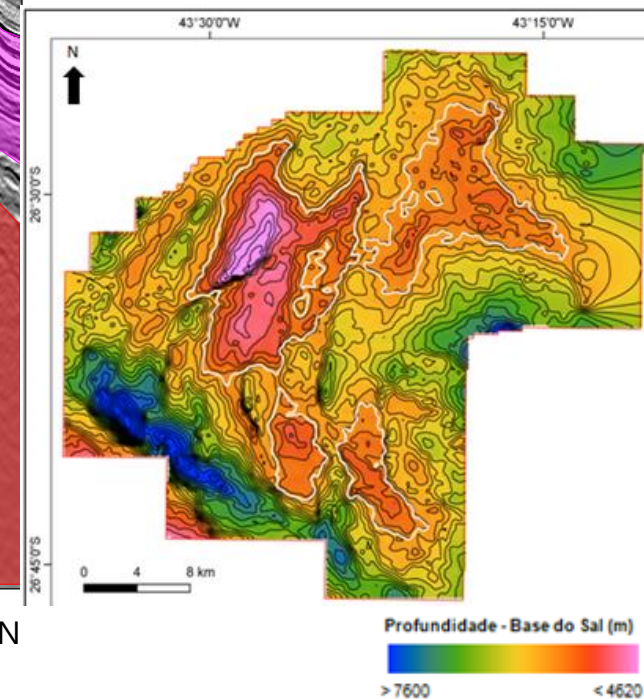 43°30'0"W 43°15'0"W
N
26°30'0"S
26°45'0"S
0 4 8 km
N
Profundidade - Base do Sal (m)
> 7600 < 4620